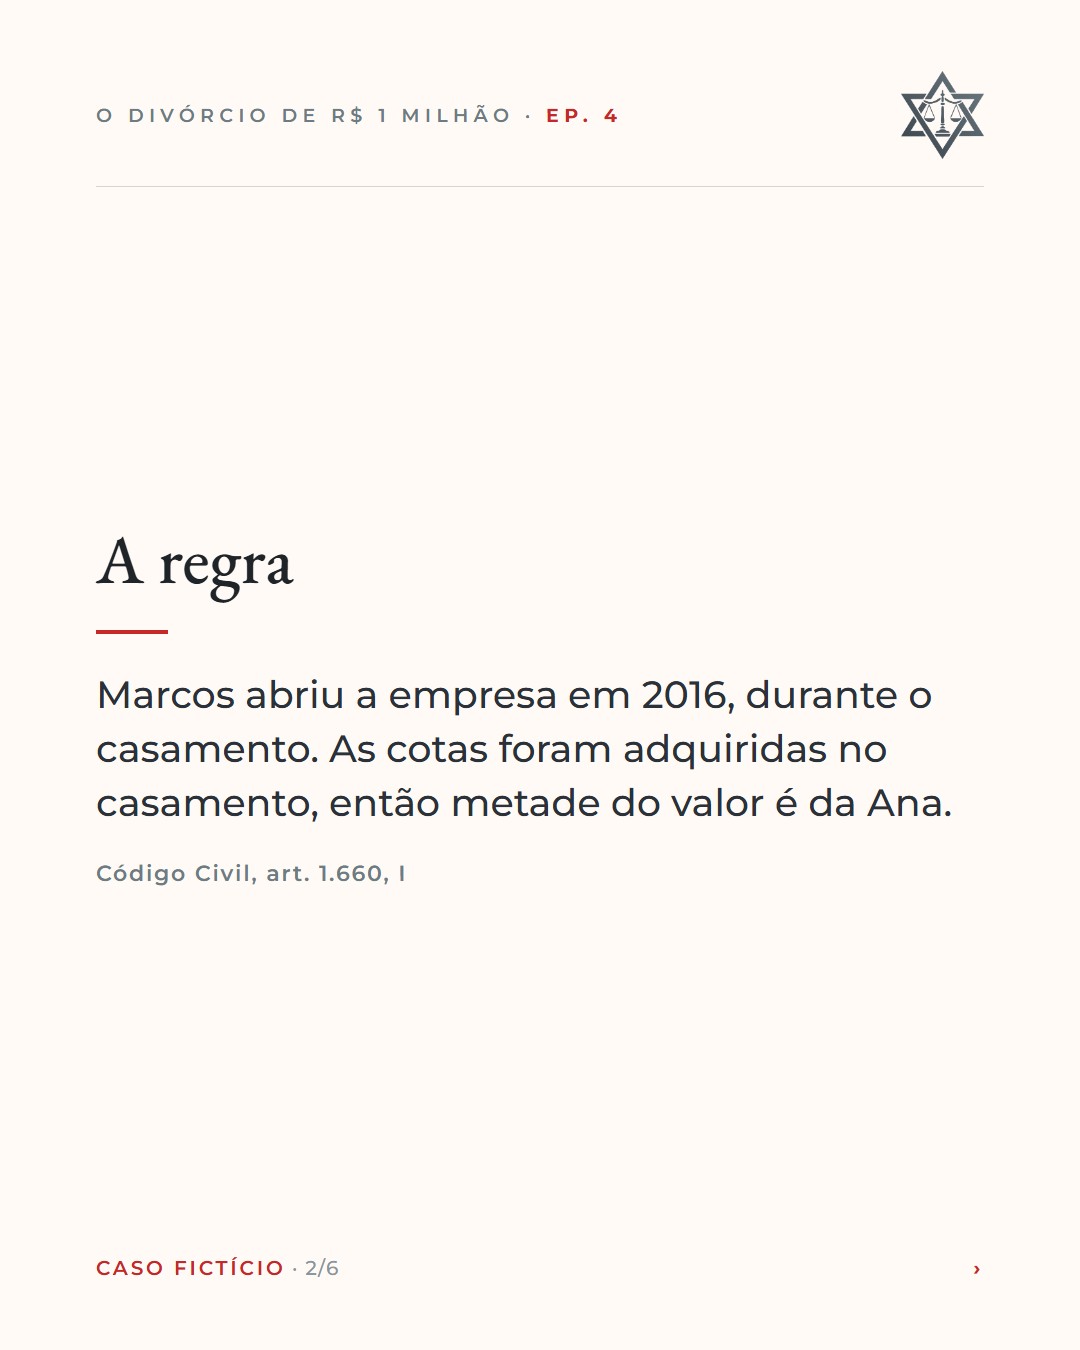 O DIVÓRCIO DE R$ 1 MILHÃO · EP. 4
A regra
Marcos abriu a empresa em 2016, durante o
casamento. As cotas foram adquiridas no
casamento, então metade do valor é da Ana.
Código Civil, art. 1.660, I
CASO FICTÍCIO · 2/6 ›